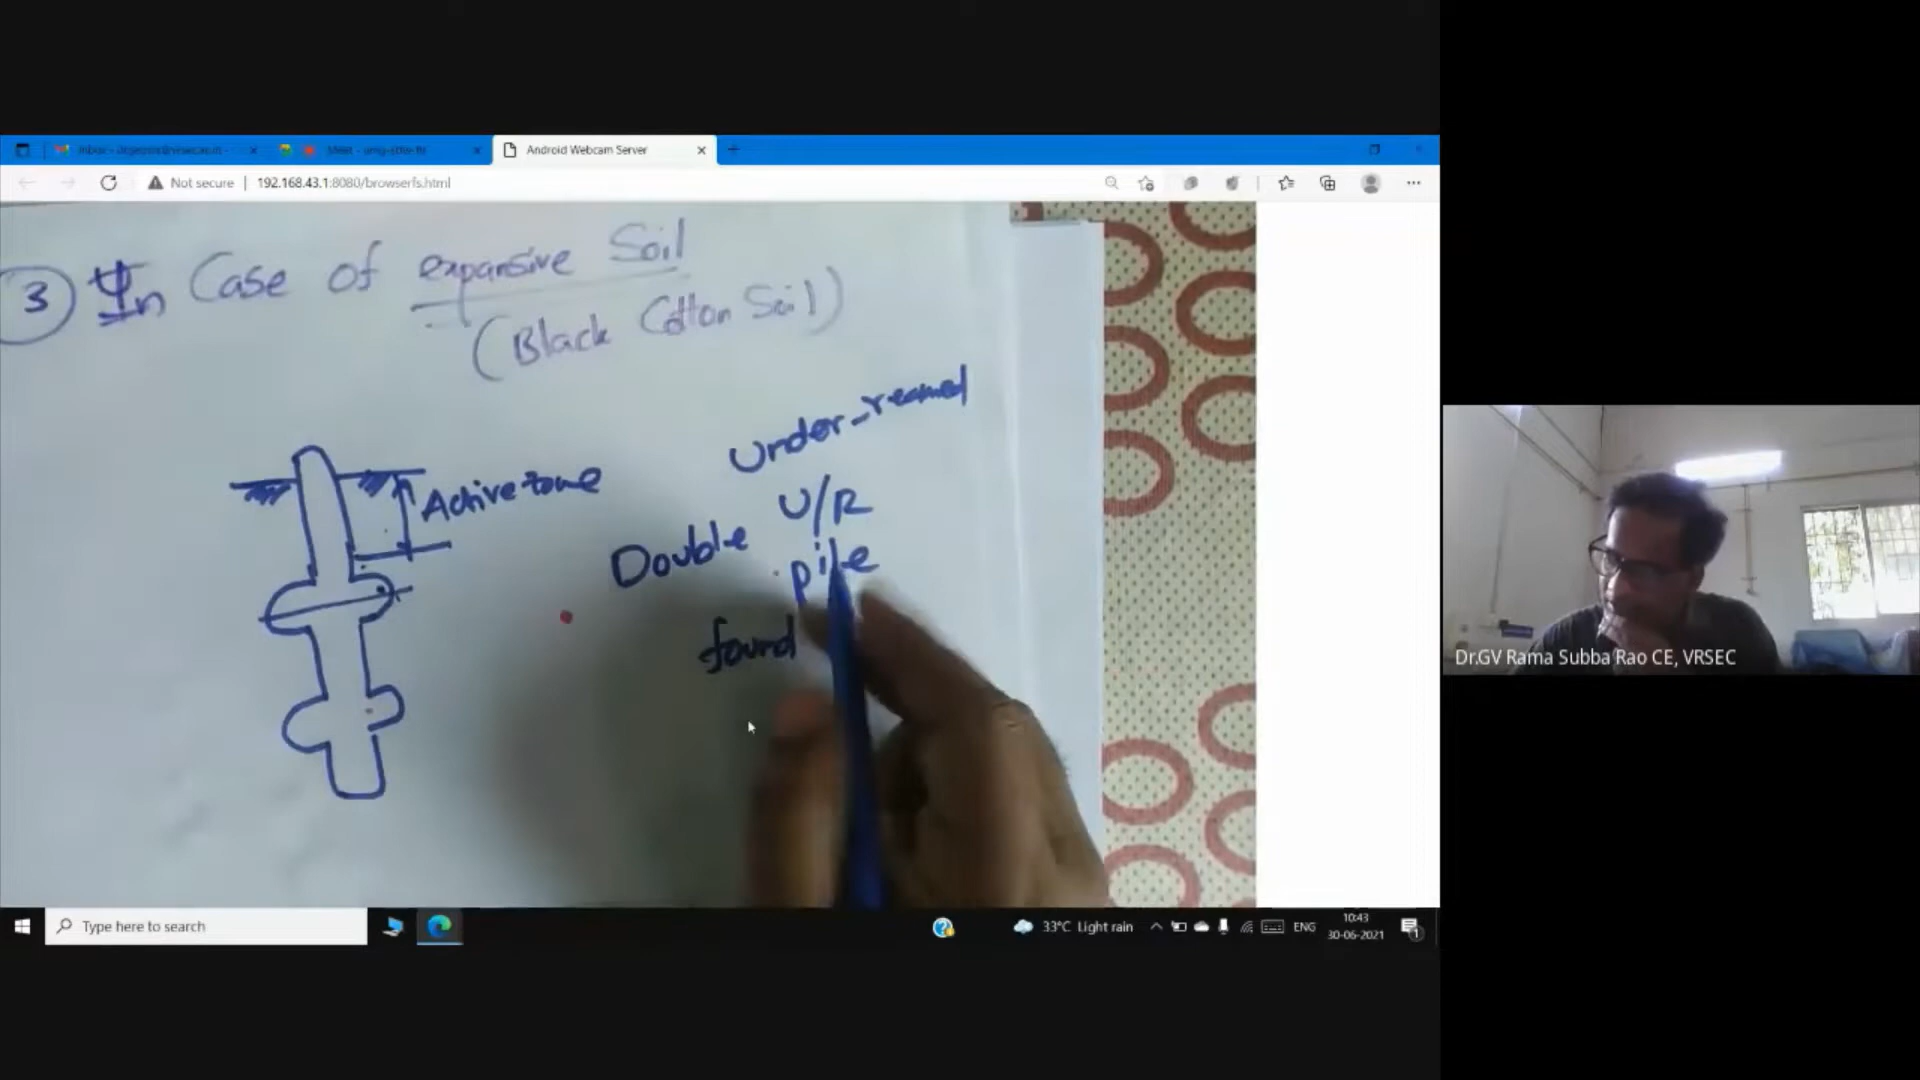 Meet -
Android Webcam Server
Not secure
192.168.43.1:8080/browserfs.html
3 In Case of expansive Soil
(Black Cotton Soil)
Under-reamed
Active zone
U/R
Double
pile
found
Dr.GV Rama Subba Rao CE, VRSEC
Type here to search
33°C Light rain
ENG
10:43
30-06-2021
1